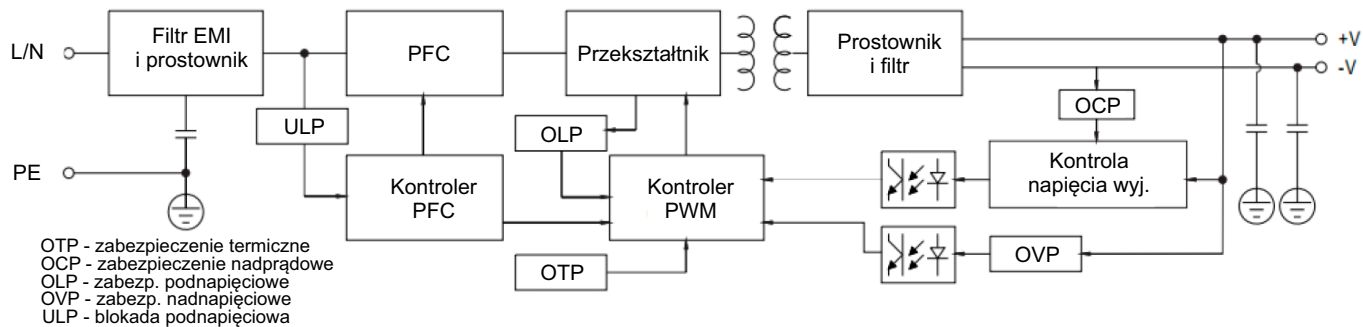 L/N
Filtr EMI
i prostownik
PFC
Przekształtnik
Prostownik
i filtr
+V
-V
ULP
OLP
OCP
PE
Kontroler
PFC
Kontroler
PWM
Kontrola
napięcia wyj.
OTP
OVP
OTP - zabezpieczenie termiczne
OCP - zabezpieczenie nadprądowe
OLP - zabezp. podnapięciowe
OVP - zabezp. nadnapięciowe
ULP - blokada podnapięciowa